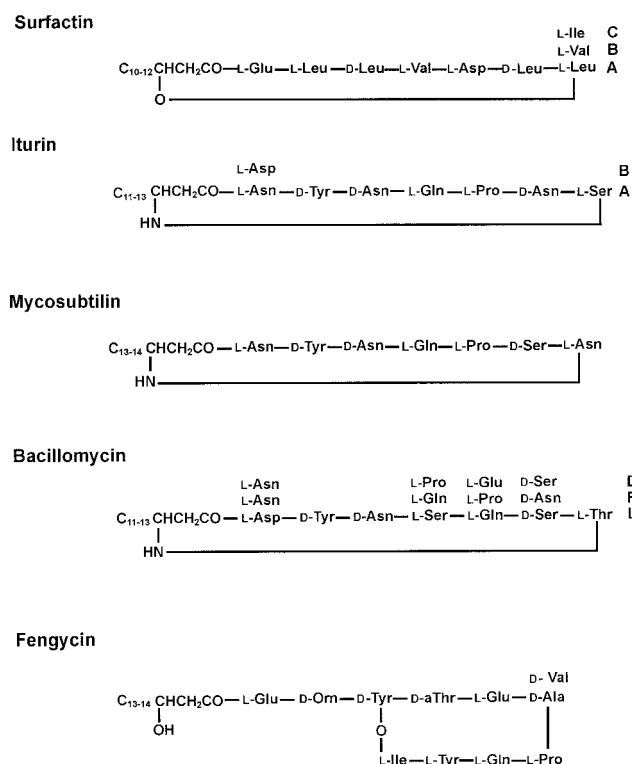 Surfactin
L-Ile C
L-Val B
C10-12 CHCH2CO—L-Glu—L-Leu—D-Leu—L-Val—L-Asp—D-Leu—L-Leu A
O
Iturin
L-Asp B
C11-13 CHCH2CO—L-Asn—D-Tyr—D-Asn—L-Gln—L-Pro—D-Asn—L-Ser A
HN
Mycosubtilin
C13-14 CHCH2CO—L-Asn—D-Tyr—D-Asn—L-Gln—L-Pro—D-Ser—L-Asn
HN
Bacillomycin
L-Asn L-Pro L-Glu D-Ser D
L-Asn L-Gln L-Pro D-Asn F
C11-13 CHCH2CO—L-Asp—D-Tyr—D-Asn—L-Ser—L-Gln—D-Ser—L-Thr L
HN
Fengycin
D- Val
C13-14 CHCH2CO—L-Glu—D-Orn—D-Tyr—D-aThr—L-Glu—D-Ala
OH
O
L-Ile—L-Tyr—L-Gln—L-Pro